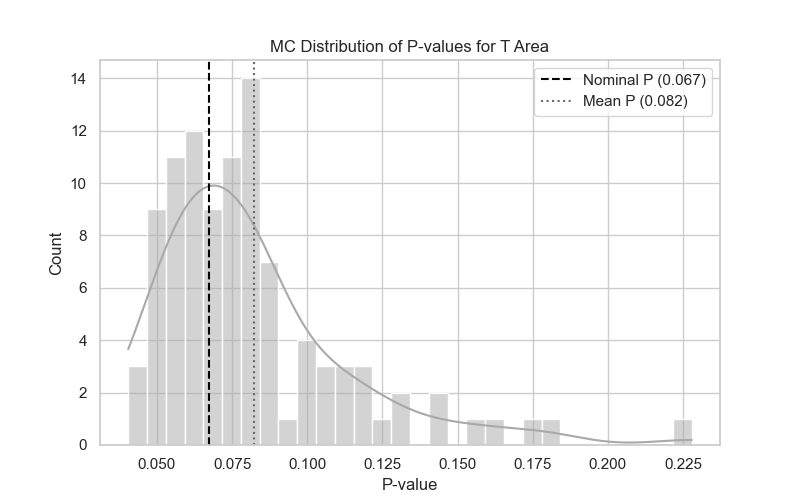 MC Distribution of P-values for T Area
Nominal P (0.067)
Mean P (0.082)
Count
14
12
10
8
6
4
2
0
0.050 0.075 0.100 0.125 0.150 0.175 0.200 0.225
P-value